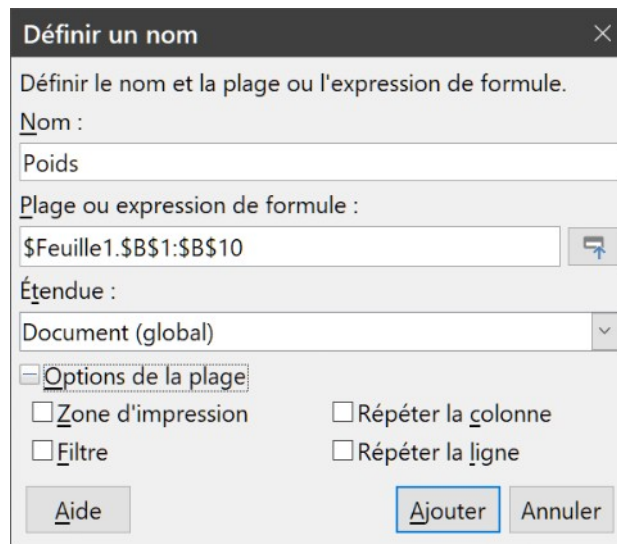 Définir un nom
Définir le nom et la plage ou l'expression de formule.
Nom :
Poids
Plage ou expression de formule :
$Feuille1.$B$1:$B$10
Étendue :
Document (global)
Options de la plage
Zone d'impression Répéter la colonne
Filtre Répéter la ligne
Aide Ajouter Annuler